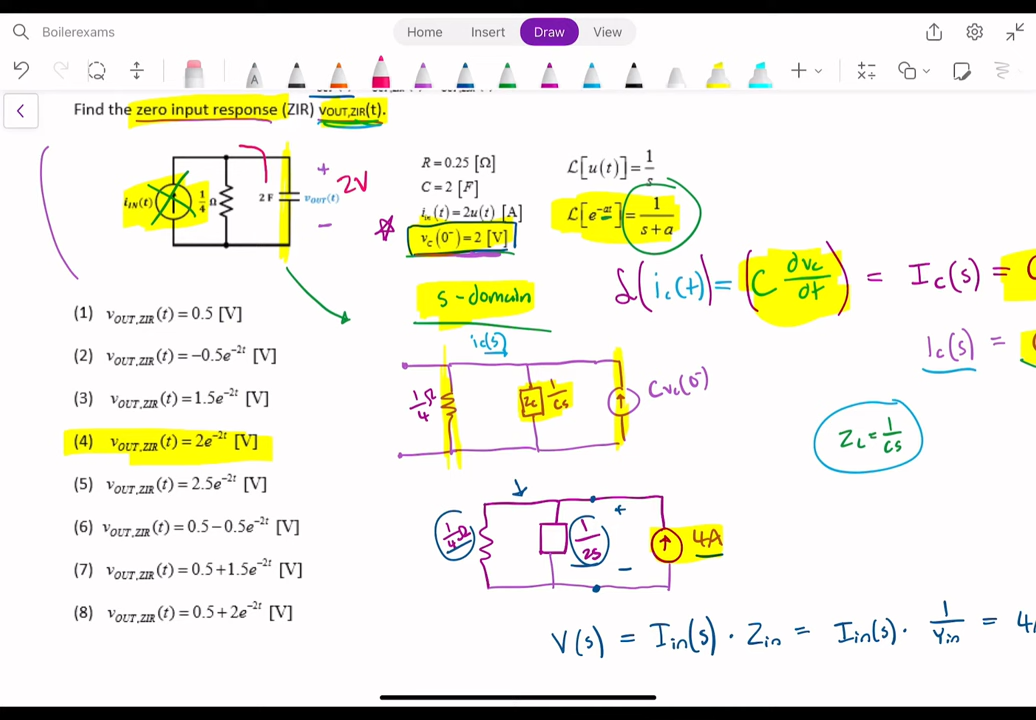 Boilerexams
Home Insert Draw View
A
Find the zero input response (ZIR) vOUT,ZIR(t).
iIN(t)
1/4 Ω
2 F
+
vOUT(t)
−
2V
R = 0.25 [Ω]
C = 2 [F]
iin(t) = 2u(t) [A]
vc(0⁻) = 2 [V]
ℒ[u(t)] = 1/s
ℒ[e^-at] = 1/(s+a)
s-domain
ℒ(ic(t)) = (C dvc/dt) = Ic(s) =
Ic(s) =
(1) vOUT,ZIR(t) = 0.5 [V]
(2) vOUT,ZIR(t) = −0.5e^−2t [V]
(3) vOUT,ZIR(t) = 1.5e^−2t [V]
(4) vOUT,ZIR(t) = 2e^−2t [V]
(5) vOUT,ZIR(t) = 2.5e^−2t [V]
(6) vOUT,ZIR(t) = 0.5 − 0.5e^−2t [V]
(7) vOUT,ZIR(t) = 0.5 + 1.5e^−2t [V]
(8) vOUT,ZIR(t) = 0.5 + 2e^−2t [V]
ic(s)
1/4 Ω
Zc 1/Cs
Cvc(0⁻)
ZC = 1/Cs
1/4 Ω
1/2s
+
−
4A
V(s) = Iin(s) · Zin = Iin(s) · 1/Yin = 4